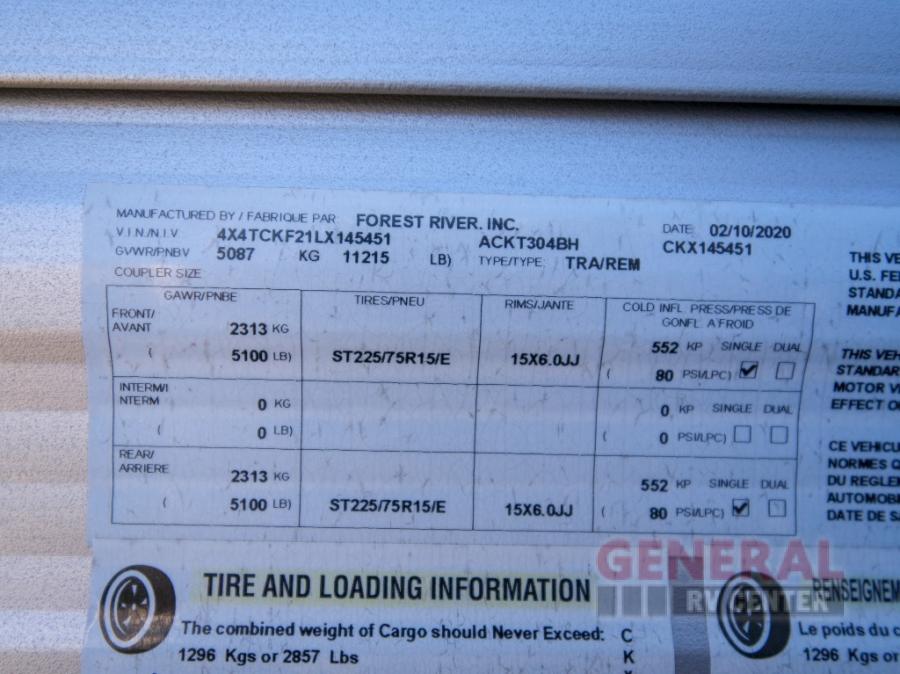 MANUFACTURED BY / FABRIQUE PAR FOREST RIVER. INC. DATE 02/10/2020
V.I.N./N.I.V. 4X4TCKF21LX145451 ACKT304BH CKX145451
GVWR/PNBV 5087 KG 11215 LB) TYPE/TYPE: TRA/REM
COUPLER SIZE
GAWR/PNBE TIRES/PNEU RIMS/JANTE COLD INFL. PRESS/PRESS DE
GONFL. A'FROID
FRONT/
AVANT 2313 KG 552 KP SINGLE DUAL
( 5100 LB) ST225/75R15/E 15X6.0JJ ( 80 PSI/LPC)
INTERM/I
NTERM 0 KG 0 KP SINGLE DUAL
( 0 LB) ( 0 PSI/LPC)
REAR/
ARRIERE 2313 KG 552 KP SINGLE DUAL
( 5100 LB) ST225/75R15/E 15X6.0JJ ( 80 PSI/LPC)
THIS VE
U.S. FE
STANDA
MANUFA
THIS VEH
STANDAR
MOTOR V
EFFECT O
CE VEHICU
NORMES Q
DU REGLE
AUTOMOBI
DATE DE SA
TIRE AND LOADING INFORMATION
The combined weight of Cargo should Never Exceed: C
1296 Kgs or 2857 Lbs K
RENSEIGNEM
Le poids du c
1296 Kgs o
GENERAL
RV CENTER